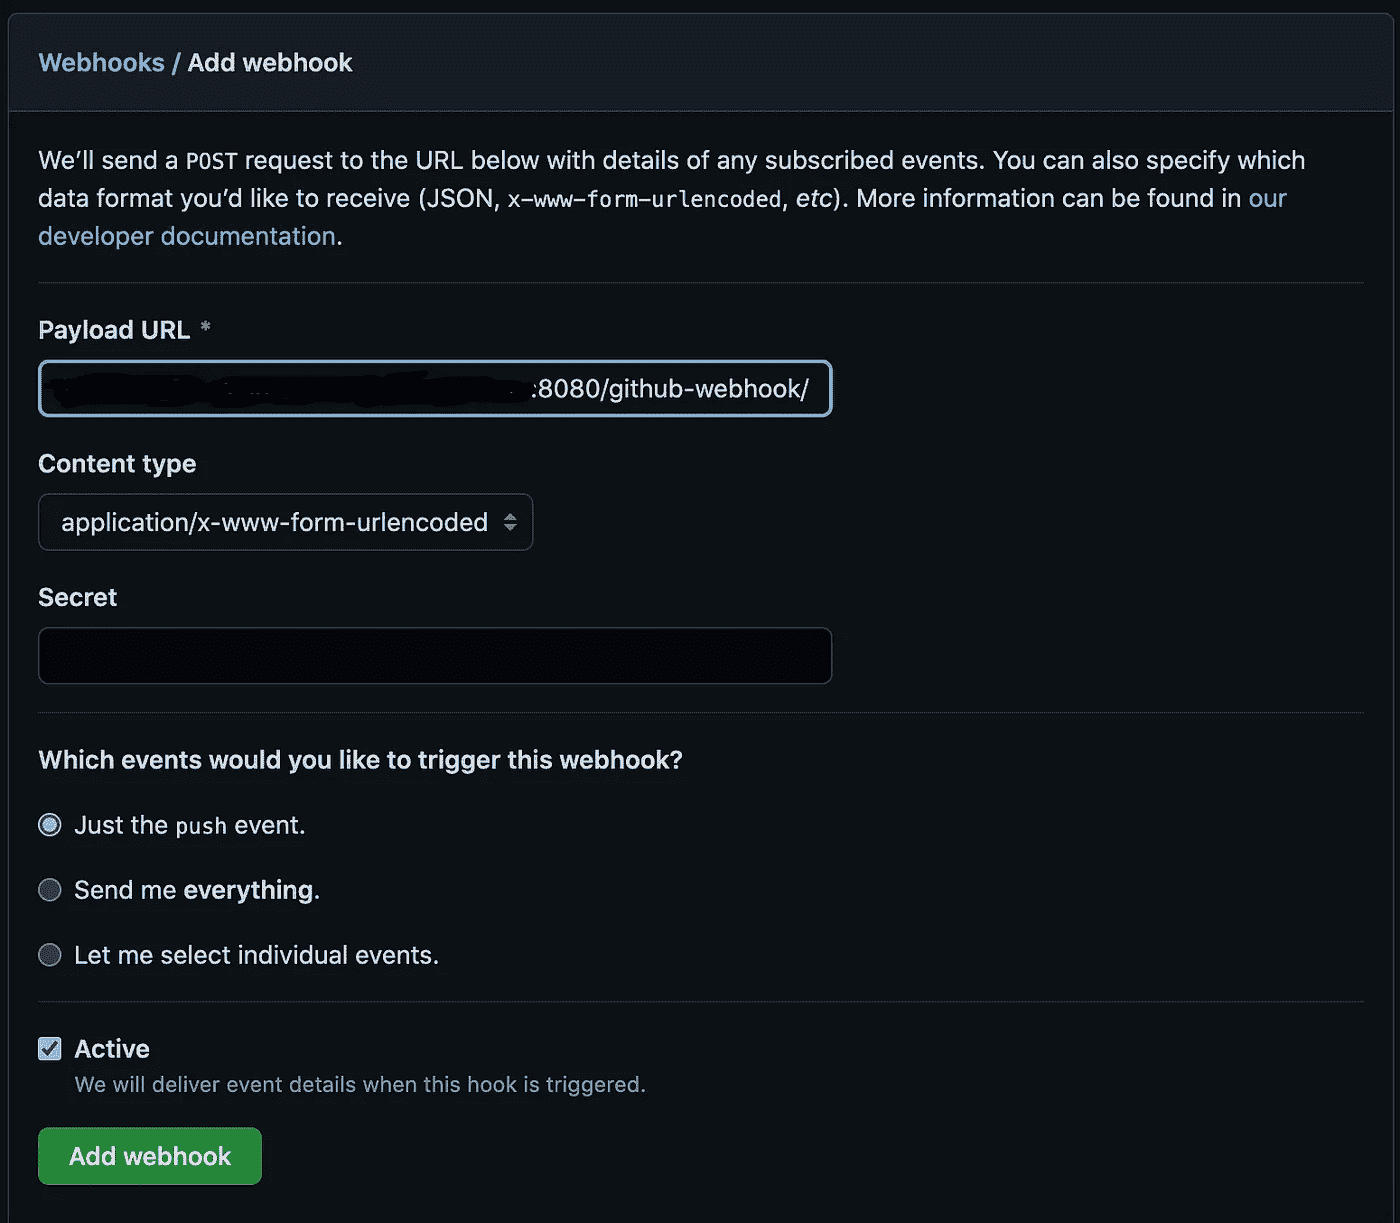 Webhooks / Add webhook
We’ll send a POST request to the URL below with details of any subscribed events. You can also specify which
data format you’d like to receive (JSON, x-www-form-urlencoded, etc). More information can be found in our
developer documentation.
Payload URL *
:8080/github-webhook/
Content type
application/x-www-form-urlencoded
Secret
Which events would you like to trigger this webhook?
Just the push event.
Send me everything.
Let me select individual events.
Active
We will deliver event details when this hook is triggered.
Add webhook